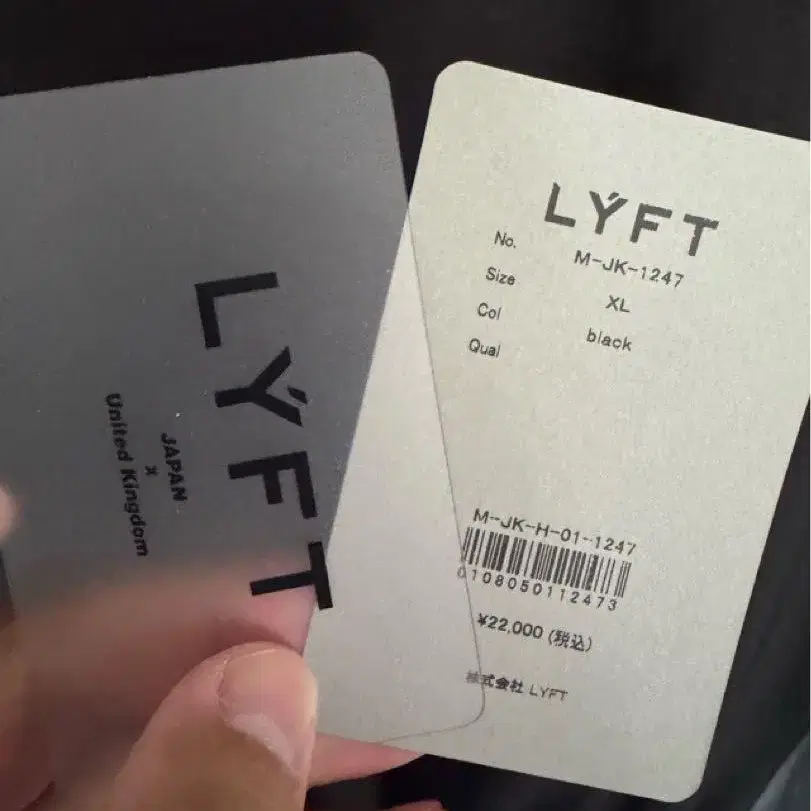 LÝFT
JAPAN
x
United Kingdom
LÝFT
No. M-JK-1247
Size XL
Col black
Qual
M-JK-H-01-1247
0108050112473
¥22,000 (税込)
株式会社 LYFT